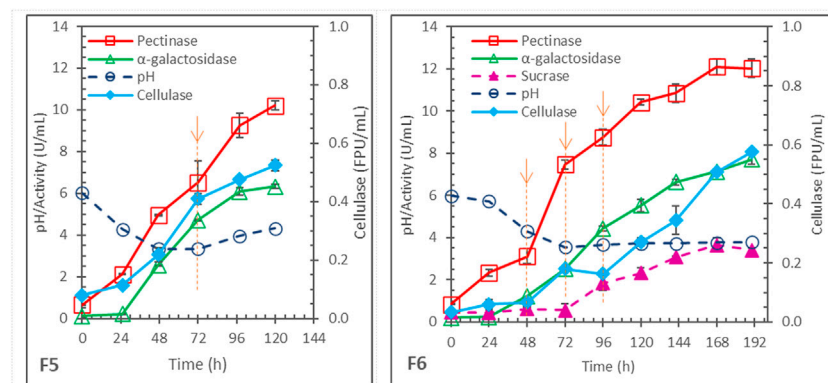 14
12
10
8
6
4
2
0
pH/Activity (U/mL)
Pectinase
α-galactosidase
pH
Cellulase
1.0
0.8
0.6
0.4
0.2
0.0
Cellulase (FPU/mL)
0 24 48 72 96 120 144
F5 Time (h)
14
12
10
8
6
4
2
0
pH/Activity (U/mL)
Pectinase
α-galactosidase
Sucrase
pH
Cellulase
1.0
0.8
0.6
0.4
0.2
0.0
Cellulase (FPU/mL)
0 24 48 72 96 120 144 168 192
F6 Time (h)